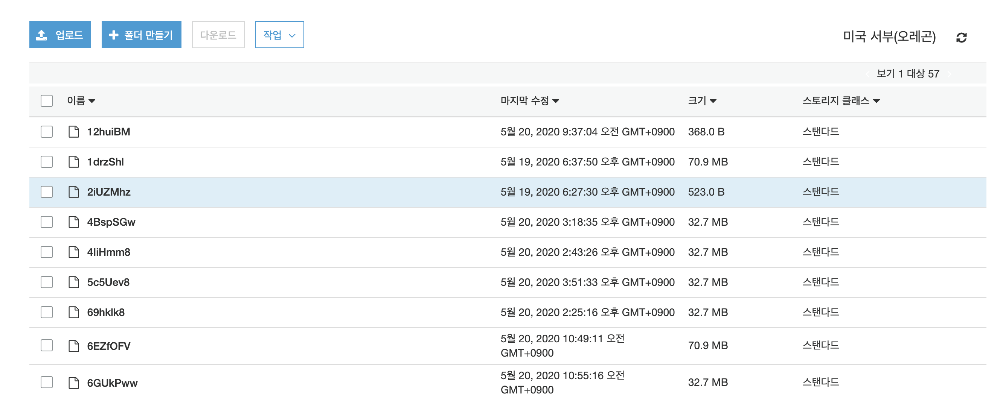 업로드 폴더 만들기 다운로드 작업 미국 서부(오레곤)
보기 1 대상 57
이름 마지막 수정 크기 스토리지 클래스
12huiBM 5월 20, 2020 9:37:04 오전 GMT+0900 368.0 B 스탠다드
1drzShl 5월 19, 2020 6:37:50 오후 GMT+0900 70.9 MB 스탠다드
2iUZMhz 5월 19, 2020 6:27:30 오후 GMT+0900 523.0 B 스탠다드
4BspSGw 5월 20, 2020 3:18:35 오후 GMT+0900 32.7 MB 스탠다드
4liHmm8 5월 20, 2020 2:43:26 오후 GMT+0900 32.7 MB 스탠다드
5c5Uev8 5월 20, 2020 3:51:33 오후 GMT+0900 32.7 MB 스탠다드
69hklk8 5월 20, 2020 2:25:16 오후 GMT+0900 32.7 MB 스탠다드
6EZfOFV 5월 20, 2020 10:49:11 오전 70.9 MB 스탠다드
GMT+0900
6GUkPww 5월 20, 2020 10:55:16 오전 32.7 MB 스탠다드
GMT+0900